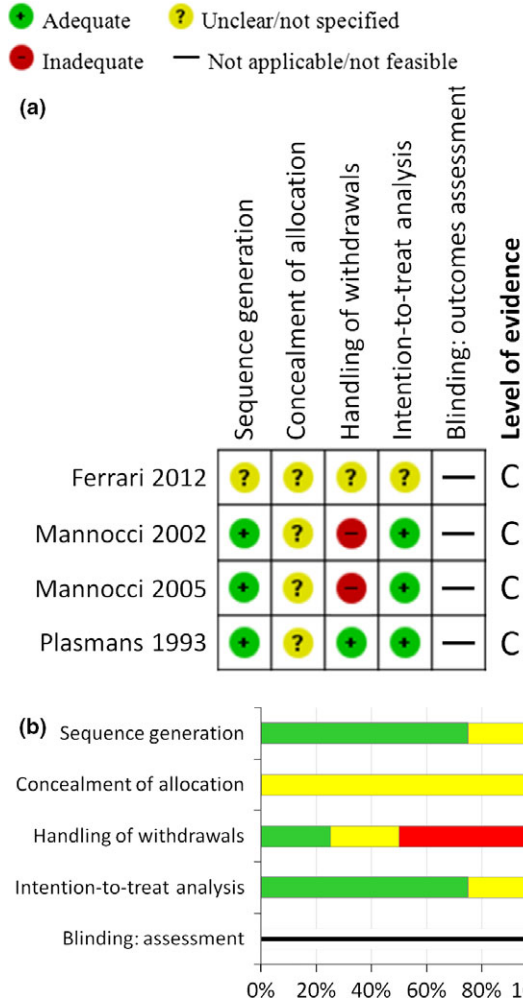 + Adequate ? Unclear/not specified
- Inadequate — Not applicable/not feasible
(a)
Sequence generation
Concealment of allocation
Handling of withdrawals
Intention-to-treat analysis
Blinding: outcomes assessment
Level of evidence
Ferrari 2012 ? ? ? ? — C
Mannocci 2002 + ? - + — C
Mannocci 2005 + ? - + — C
Plasmans 1993 + ? + + — C
(b)
Sequence generation
Concealment of allocation
Handling of withdrawals
Intention-to-treat analysis
Blinding: assessment
0% 20% 40% 60% 80%